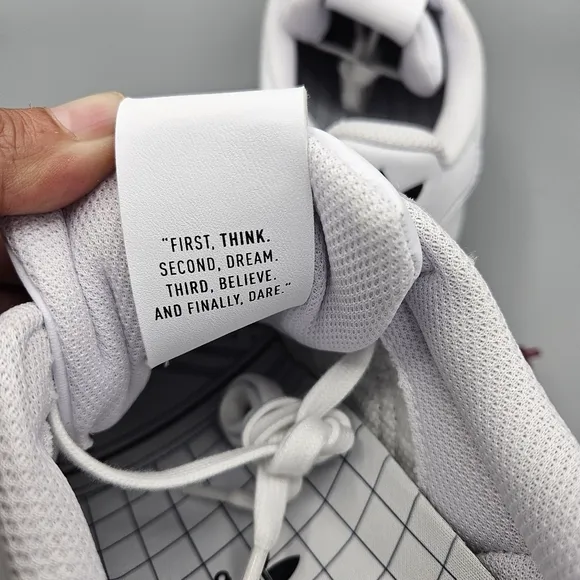 "FIRST, THINK.
SECOND, DREAM.
THIRD, BELIEVE.
AND FINALLY, DARE."